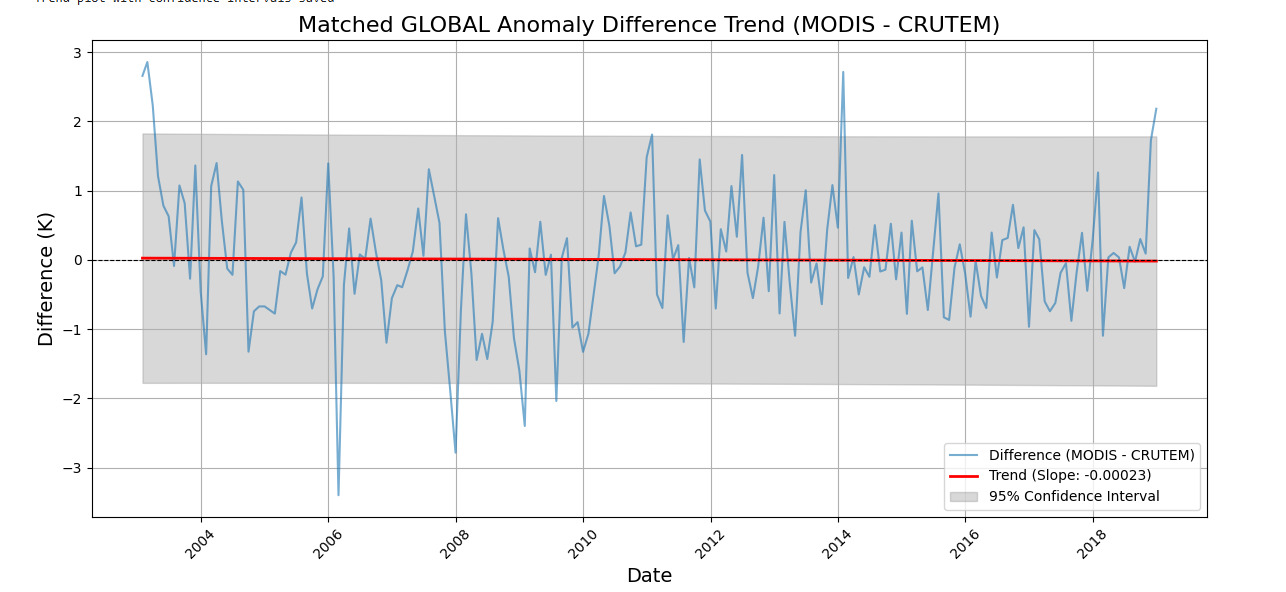 Trend plot with confidence intervals saved
Matched GLOBAL Anomaly Difference Trend (MODIS - CRUTEM)
3
2
1
0
−1
−2
−3
Difference (K)
Difference (MODIS - CRUTEM)
Trend (Slope: -0.00023)
95% Confidence Interval
2004
2006
2008
2010
2012
2014
2016
2018
Date